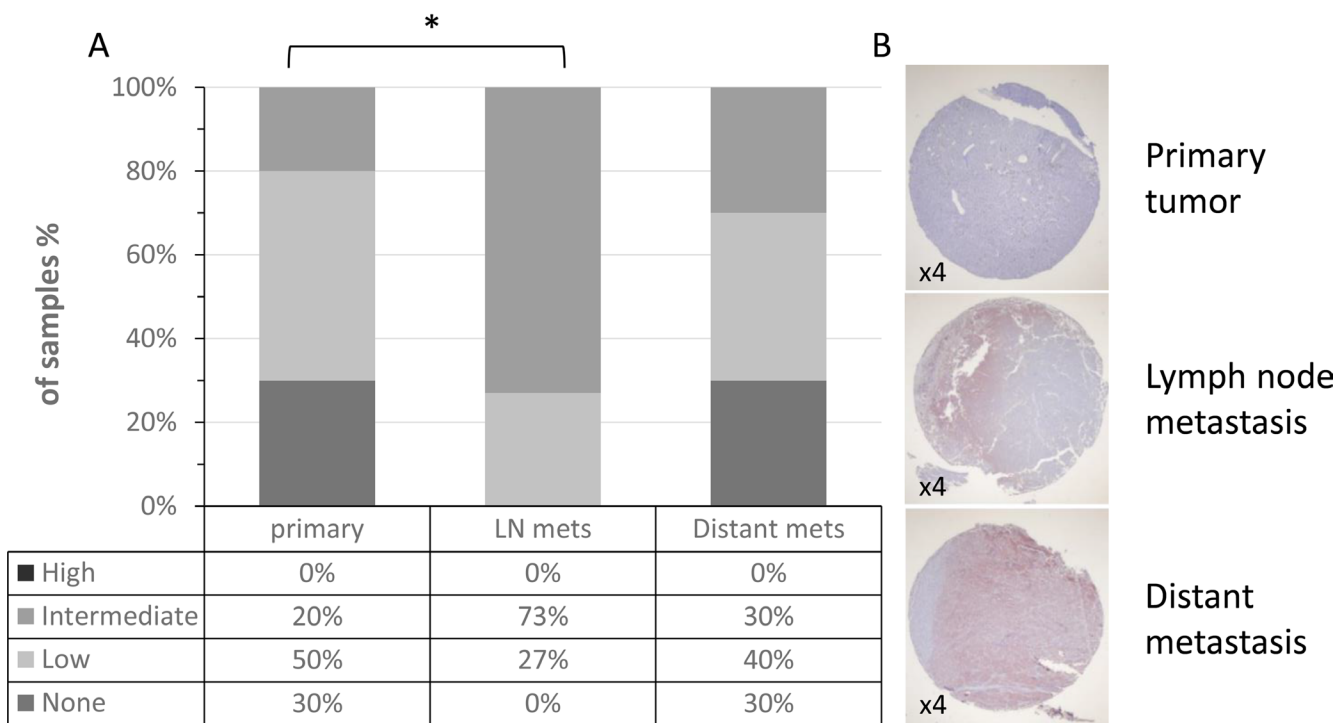 A
*
B
100%
80%
60%
40%
20%
0%
of samples %
primary LN mets Distant mets
High 0% 0% 0%
Intermediate 20% 73% 30%
Low 50% 27% 40%
None 30% 0% 30%
x4
Primary
tumor
x4
Lymph node
metastasis
x4
Distant
metastasis